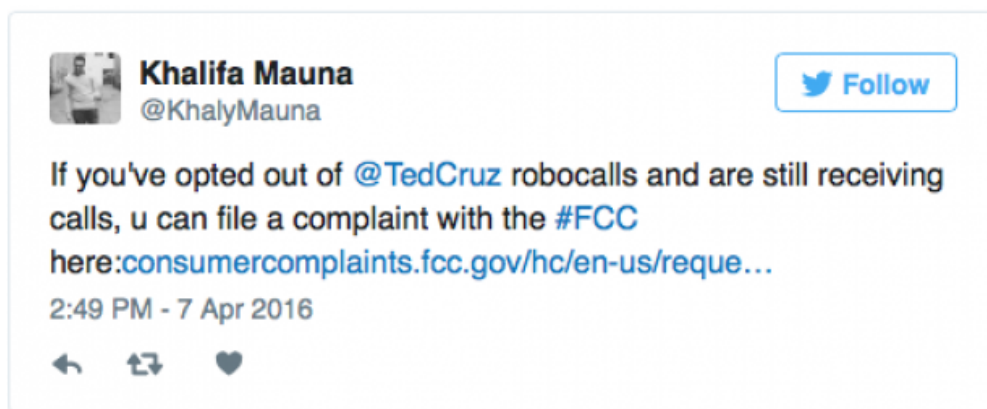 Khalifa Mauna
@KhalyMauna
Follow
If you've opted out of @TedCruz robocalls and are still receiving
calls, u can file a complaint with the #FCC
here:consumercomplaints.fcc.gov/hc/en-us/reque…
2:49 PM - 7 Apr 2016